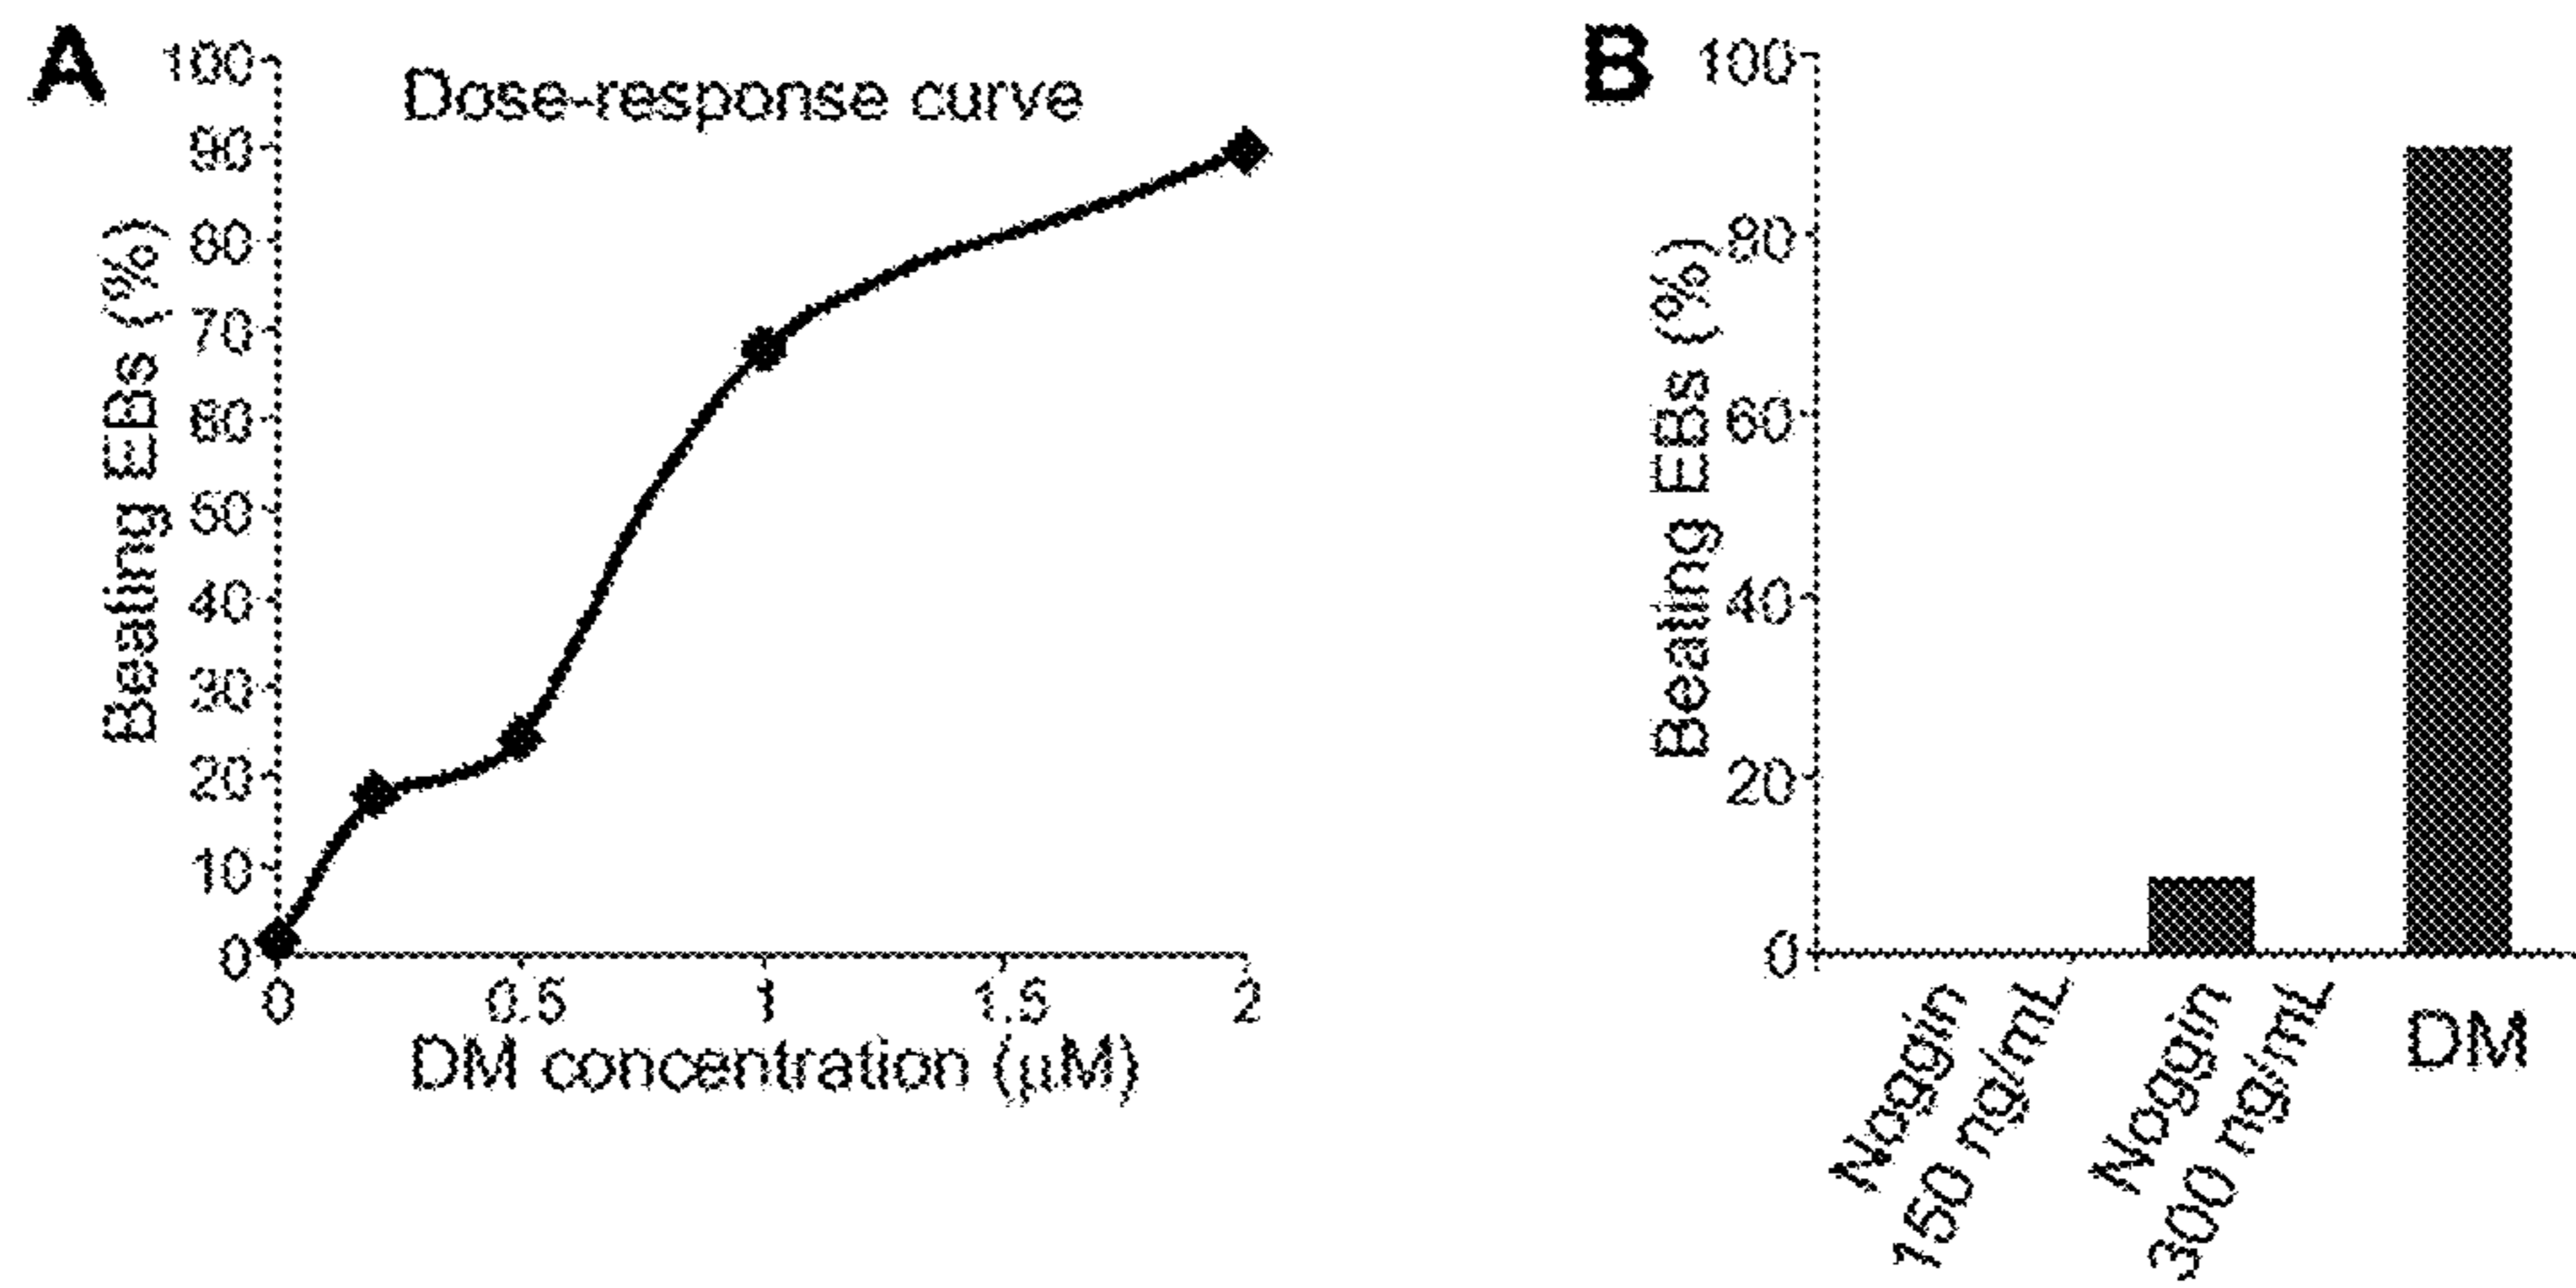 A
Dose-response curve
Beating EBs (%)
100
90
80
70
60
50
40
30
20
10
0
0 0.5 1 1.5 2
DM concentration (µM)
B
Beating EBs (%)
100
80
60
40
20
0
Noggin
150 ng/mL
Noggin
300 ng/mL
DM